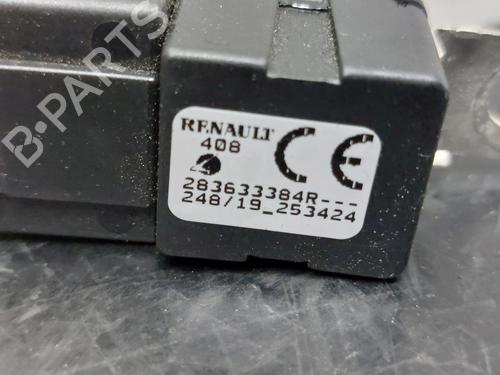 RENAULT
408
CE
283633384R---
248/19_253424
B-PARTS